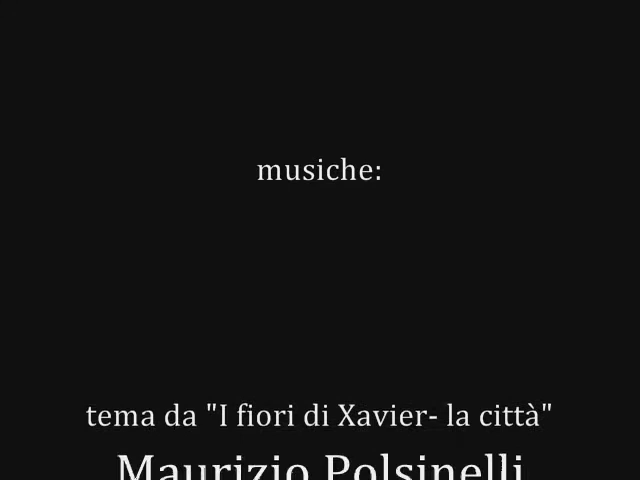 musiche:
tema da "I fiori di Xavier- la città"
Maurizio Polsinelli